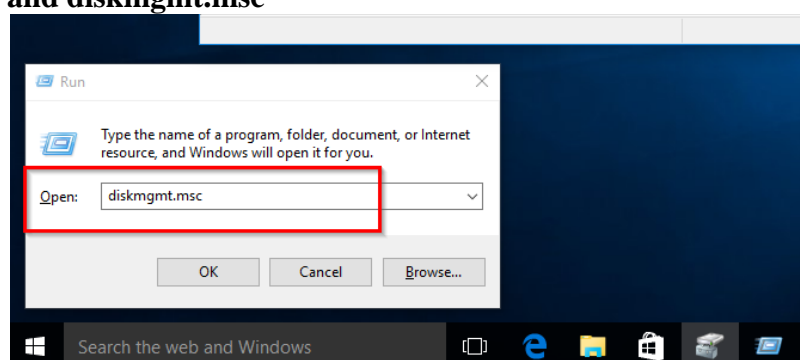 and diskmgmt.msc
Run
Type the name of a program, folder, document, or Internet
resource, and Windows will open it for you.
Open: diskmgmt.msc
OK Cancel Browse...
Search the web and Windows